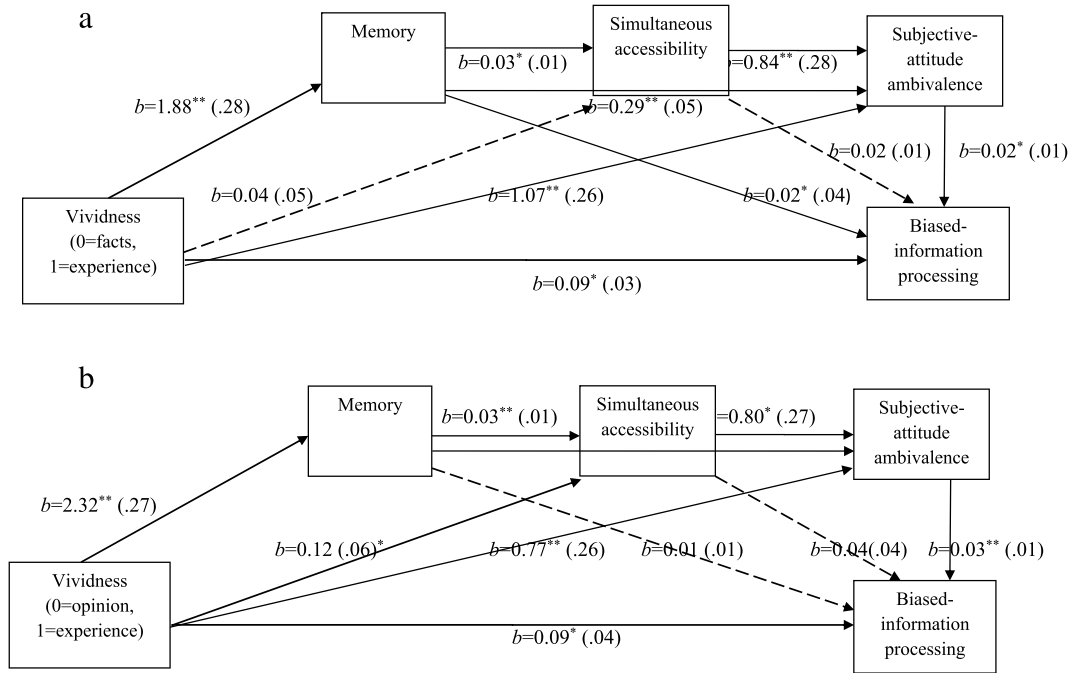 a
Memory
Simultaneous
accessibility
Subjective-
attitude
ambivalence
b=0.03* (.01)
b=0.84** (.28)
b=1.88** (.28)
b=0.29** (.05)
b=0.02 (.01)
b=0.02* (.01)
b=0.04 (.05)
b=1.07** (.26)
b=0.02* (.04)
Vividness
(0=facts,
1=experience)
Biased-
information
processing
b=0.09* (.03)
b
Memory
Simultaneous
accessibility
Subjective-
attitude
ambivalence
b=0.03** (.01)
=0.80* (.27)
b=2.32** (.27)
b=0.12 (.06)*
b=0.77** (.26)
b=0.01 (.01)
b=0.04(.04)
b=0.03** (.01)
Vividness
(0=opinion,
1=experience)
Biased-
information
processing
b=0.09* (.04)